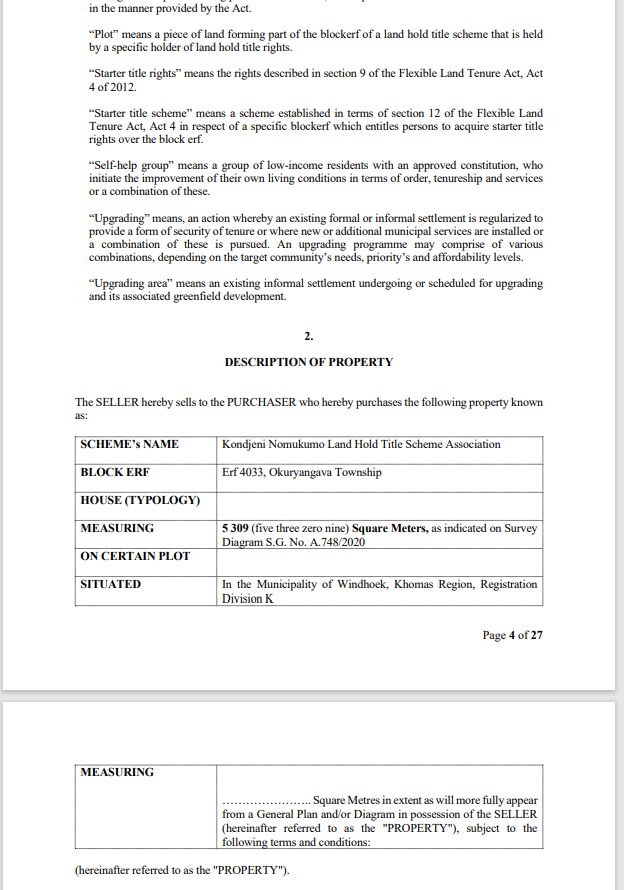 in the manner provided by the Act.
“Plot” means a piece of land forming part of the blockerf of a land hold title scheme that is held
by a specific holder of land hold title rights.
“Starter title rights” means the rights described in section 9 of the Flexible Land Tenure Act, Act
4 of 2012.
“Starter title scheme” means a scheme established in terms of section 12 of the Flexible Land
Tenure Act, Act 4 in respect of a specific blockerf which entitles persons to acquire starter title
rights over the block erf.
“Self-help group” means a group of low-income residents with an approved constitution, who
initiate the improvement of their own living conditions in terms of order, tenureship and services
or a combination of these.
“Upgrading” means, an action whereby an existing formal or informal settlement is regularized to
provide a form of security of tenure or where new or additional municipal services are installed or
a combination of these is pursued. An upgrading programme may comprise of various
combinations, depending on the target community’s needs, priority’s and affordability levels.
“Upgrading area” means an existing informal settlement undergoing or scheduled for upgrading
and its associated greenfield development.
2.
DESCRIPTION OF PROPERTY
The SELLER hereby sells to the PURCHASER who hereby purchases the following property known
as:
SCHEME’s NAME Kondjeni Nomukumo Land Hold Title Scheme Association
BLOCK ERF Erf 4033, Okuryangava Township
HOUSE (TYPOLOGY)
MEASURING 5 309 (five three zero nine) Square Meters, as indicated on Survey
Diagram S.G. No. A.748/2020
ON CERTAIN PLOT
SITUATED In the Municipality of Windhoek, Khomas Region, Registration
Division K
Page 4 of 27
MEASURING
…………………. Square Metres in extent as will more fully appear
from a General Plan and/or Diagram in possession of the SELLER
(hereinafter referred to as the "PROPERTY"), subject to the
following terms and conditions:
(hereinafter referred to as the "PROPERTY").